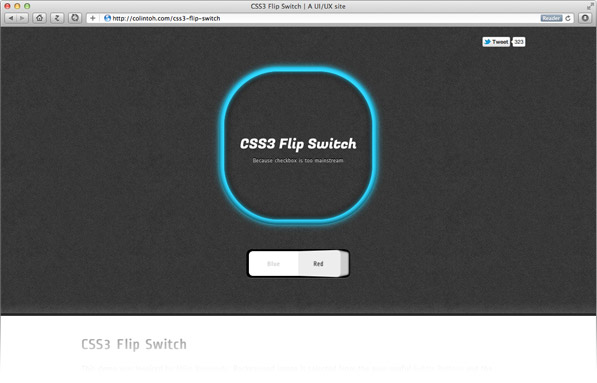 CSS3 Flip Switch | A UI/UX site
http://colintoh.com/css3-flip-switch
Reader
Tweet 323
CSS3 Flip Switch
Because checkbox is too mainstream.
Blue Red
CSS3 Flip Switch